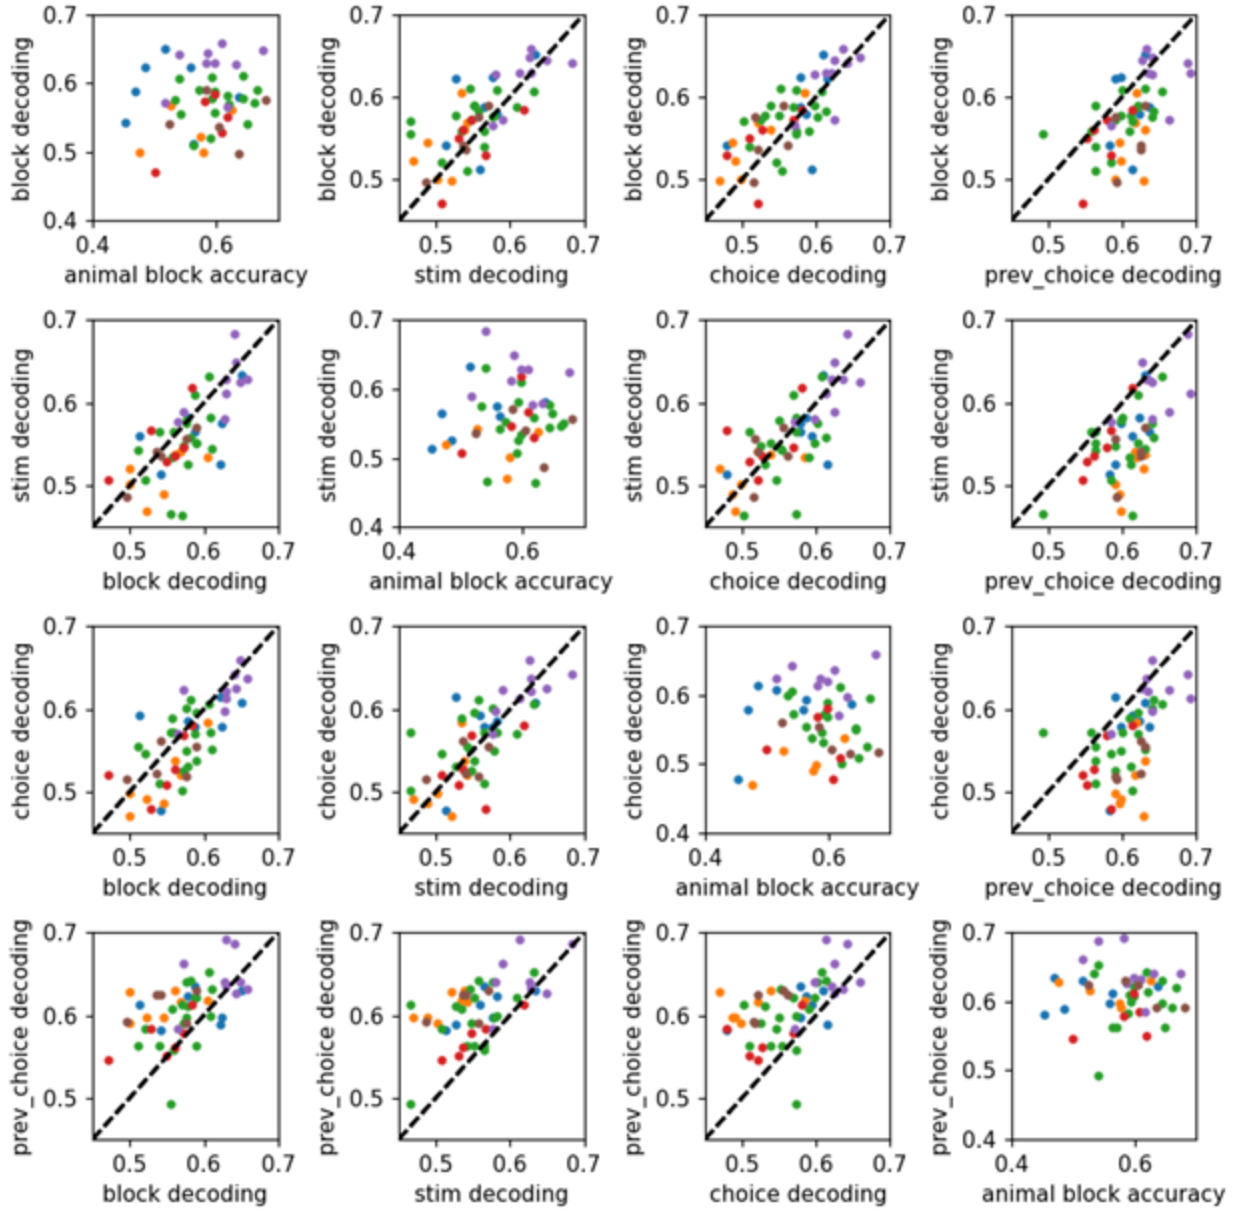 0.7 0.7 0.7 0.7
block decoding block decoding block decoding block decoding
0.6 0.6 0.6 0.6
0.5 0.5 0.5 0.5
0.4
0.4 0.6 0.5 0.6 0.7 0.5 0.6 0.7 0.5 0.6 0.7
animal block accuracy stim decoding choice decoding prev_choice decoding
0.7 0.7 0.7 0.7
stim decoding stim decoding stim decoding stim decoding
0.6 0.6 0.6 0.6
0.5 0.5 0.5 0.5
0.4
0.5 0.6 0.7 0.4 0.6 0.5 0.6 0.7 0.5 0.6 0.7
block decoding animal block accuracy choice decoding prev_choice decoding
0.7 0.7 0.7 0.7
choice decoding choice decoding choice decoding choice decoding
0.6 0.6 0.6 0.6
0.5 0.5 0.5 0.5
0.4
0.5 0.6 0.7 0.5 0.6 0.7 0.4 0.6 0.5 0.6 0.7
block decoding stim decoding animal block accuracy prev_choice decoding
0.7 0.7 0.7 0.7
prev_choice decoding prev_choice decoding prev_choice decoding prev_choice decoding
0.6 0.6 0.6 0.6
0.5 0.5 0.5 0.5
0.4
0.5 0.6 0.7 0.5 0.6 0.7 0.5 0.6 0.7 0.4 0.6
block decoding stim decoding choice decoding animal block accuracy